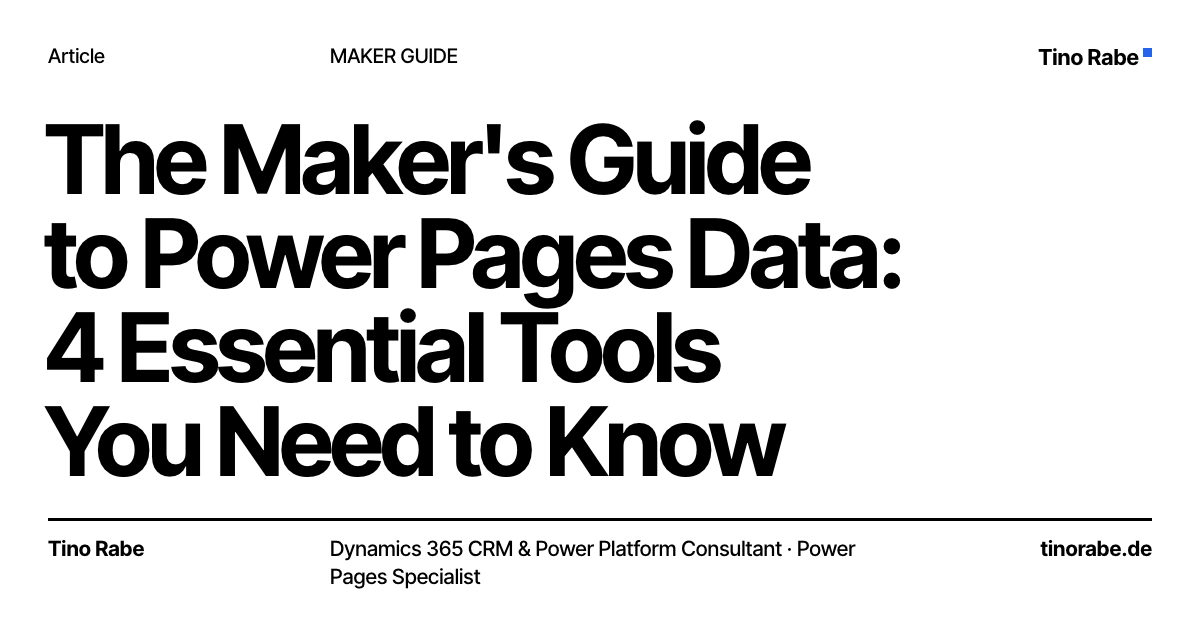 Article
MAKER GUIDE
Tino Rabe
The Maker's Guide
to Power Pages Data:
4 Essential Tools
You Need to Know
Tino Rabe
Dynamics 365 CRM & Power Platform Consultant · Power
Pages Specialist
tinorabe.de